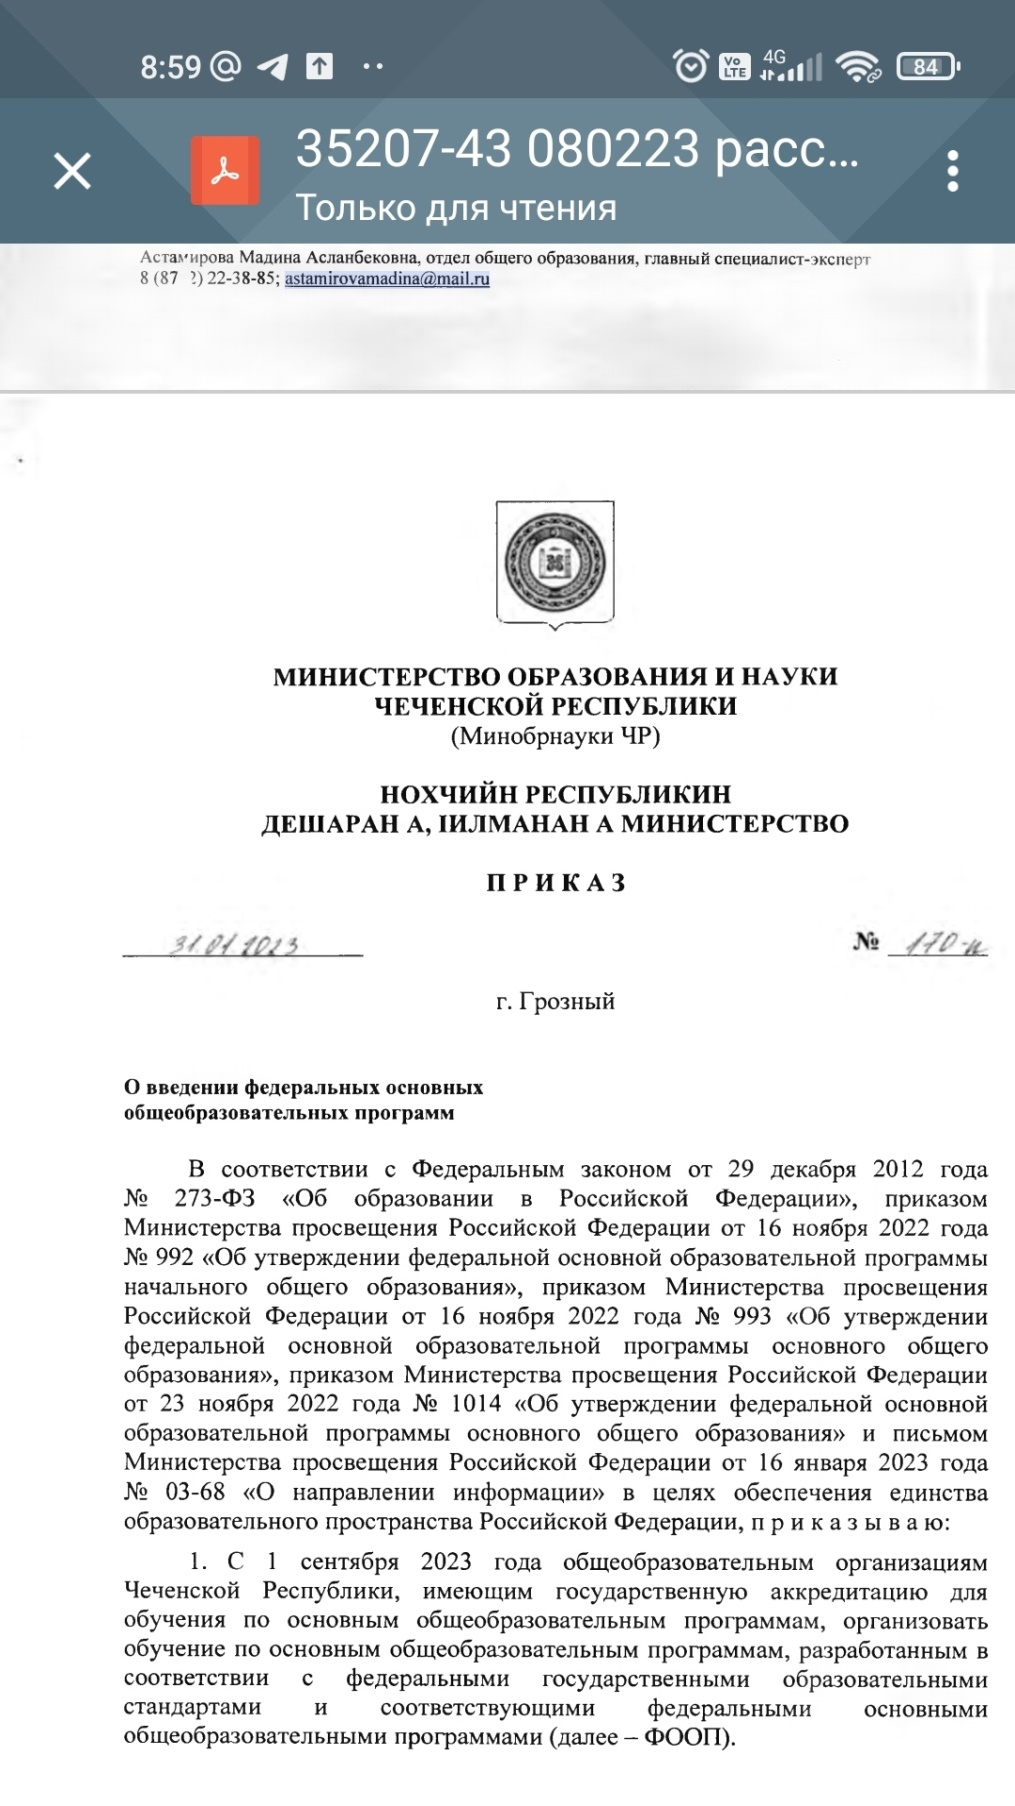 8:59
4G
Vo
LTE
84
35207-43 080223 расс...
Только для чтения
Астамирова Мадина Асланбековна, отдел общего образования, главный специалист-эксперт
22-38-85; astamirovamadina@mail.ru
МИНИСТЕРСТВО ОБРАЗОВАНИЯ И НАУКИ
ЧЕЧЕНСКОЙ РЕСПУБЛИКИ
(Минобрнауки ЧР)
НОХЧИЙН РЕСПУБЛИКИН
ДЕШАРАН А, ІИЛМАНАН А МИНИСТЕРСТВО
П Р И К А З
31.01.2023
№ 170-п
г. Грозный
О введении федеральных основных
общеобразовательных программ
В соответствии с Федеральным законом от 29 декабря 2012 года
№ 273-ФЗ «Об образовании в Российской Федерации», приказом
Министерства просвещения Российской Федерации от 16 ноября 2022 года
№ 992 «Об утверждении федеральной основной образовательной программы
начального общего образования», приказом Министерства просвещения
Российской Федерации от 16 ноября 2022 года № 993 «Об утверждении
федеральной основной образовательной программы основного общего
образования», приказом Министерства просвещения Российской Федерации
от 23 ноября 2022 года № 1014 «Об утверждении федеральной основной
образовательной программы основного общего образования» и письмом
Министерства просвещения Российской Федерации от 16 января 2023 года
№ 03-68 «О направлении информации» в целях обеспечения единства
образовательного пространства Российской Федерации, п р и к а з ы в а ю:
1. С 1 сентября 2023 года общеобразовательным организациям
Чеченской Республики, имеющим государственную аккредитацию для
обучения по основным общеобразовательным программам, организовать
обучение по основным общеобразовательным программам, разработанным в
соответствии с федеральными государственными образовательными
стандартами и соответствующими федеральными основными
общеобразовательными программами (далее – ФООП).